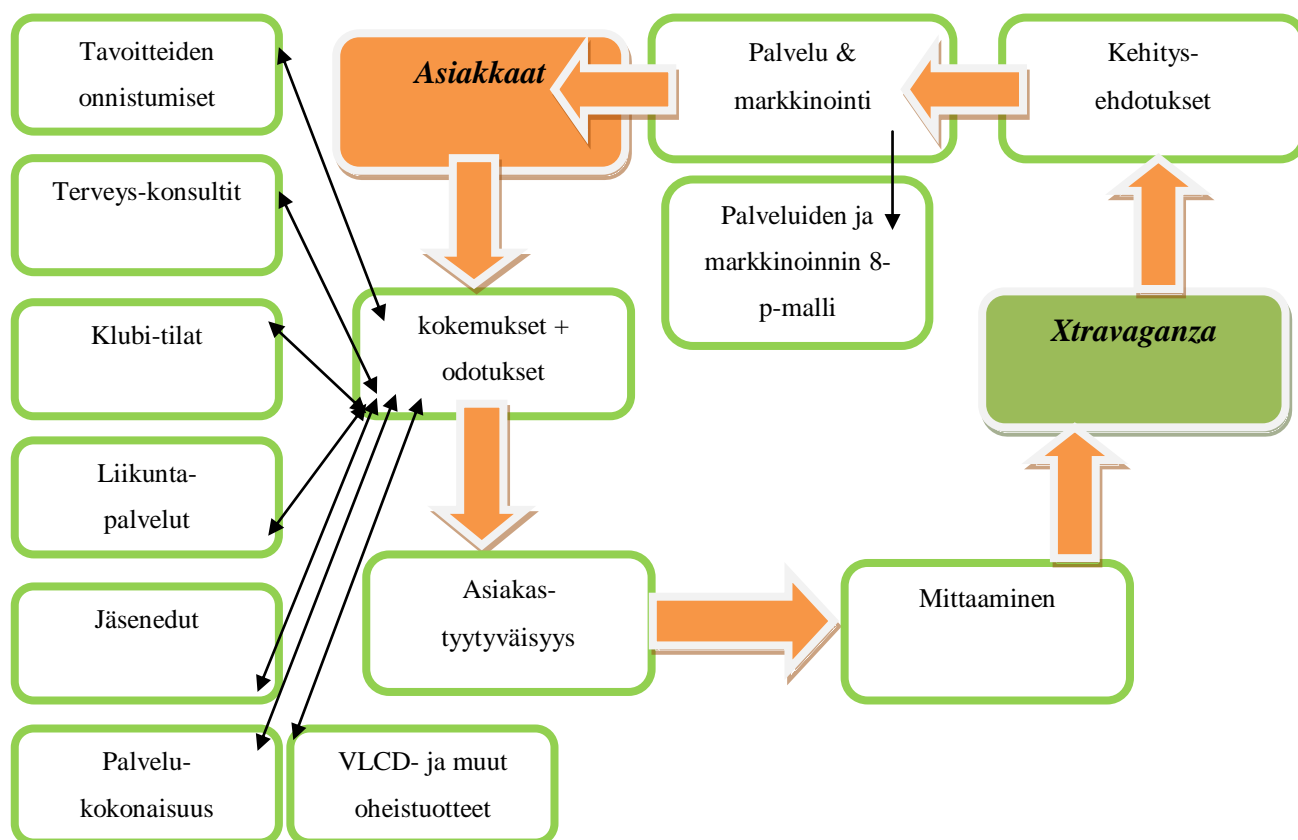 Tavoitteiden
onnistumiset
Asiakkaat
Palvelu &
markkinointi
Kehitys-
ehdotukset
Terveys-konsultit
Palveluiden ja
markkinoinnin 8-
p-malli
Klubi-tilat
kokemukset +
odotukset
Xtravaganza
Liikunta-
palvelut
Jäsenedut
Asiakas-
tyytyväisyys
Mittaaminen
Palvelu-
kokonaisuus
VLCD- ja muut
oheistuotteet